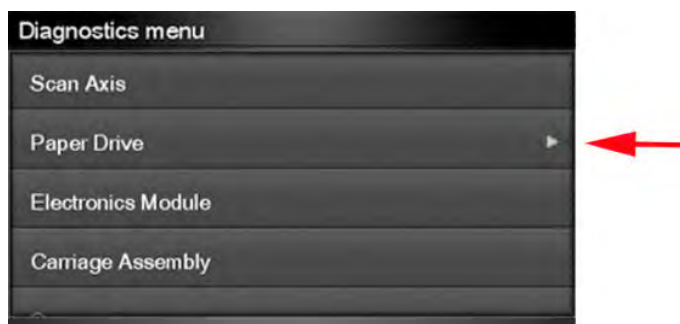 Diagnostics menu
Scan Axis
Paper Drive
Electronics Module
Carriage Assembly